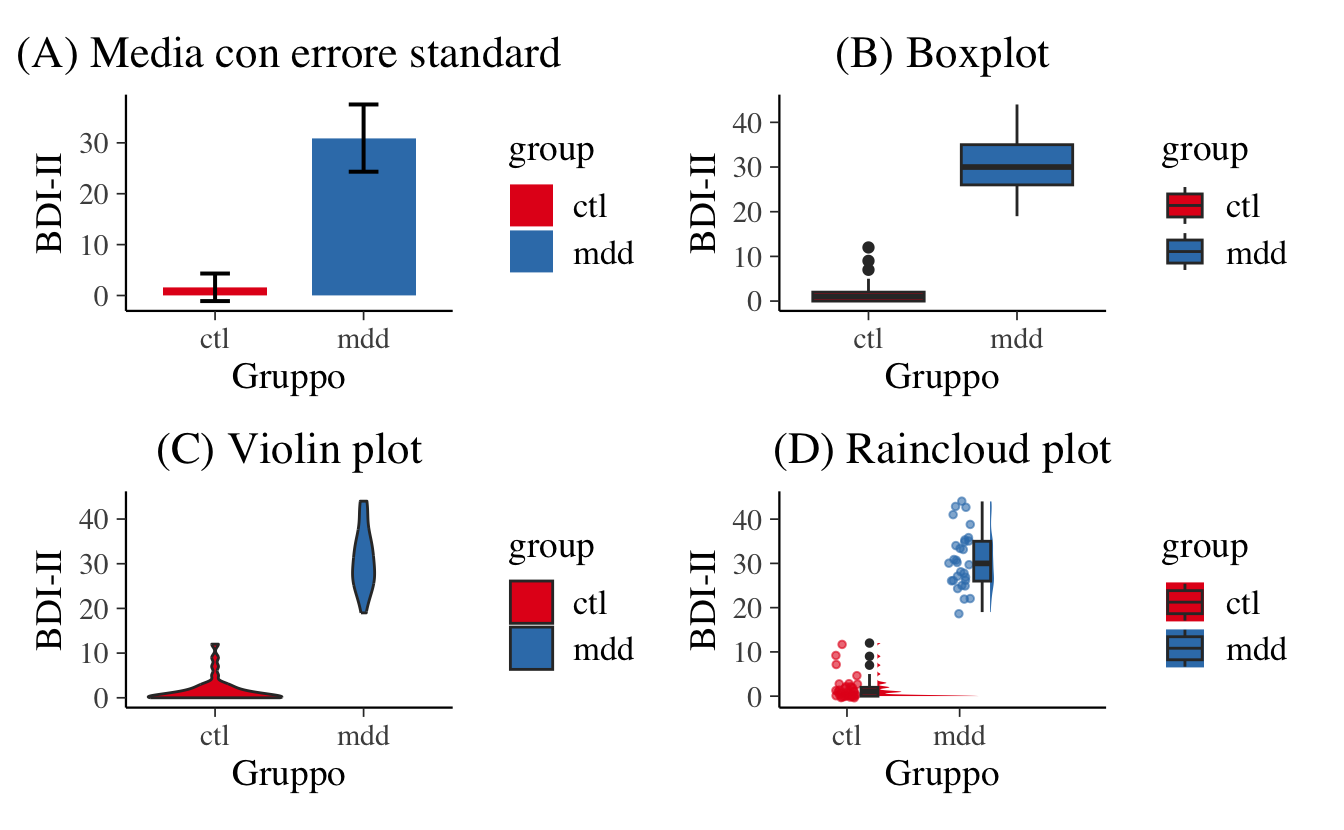 (A) Media con errore standard
BDI-II
30
20
10
0
ctl
mdd
Gruppo
group
ctl
mdd
(B) Boxplot
BDI-II
40
30
20
10
0
ctl
mdd
Gruppo
group
ctl
mdd
(C) Violin plot
BDI-II
40
30
20
10
0
ctl
mdd
Gruppo
group
ctl
mdd
(D) Raincloud plot
BDI-II
40
30
20
10
0
ctl
mdd
Gruppo
group
ctl
mdd